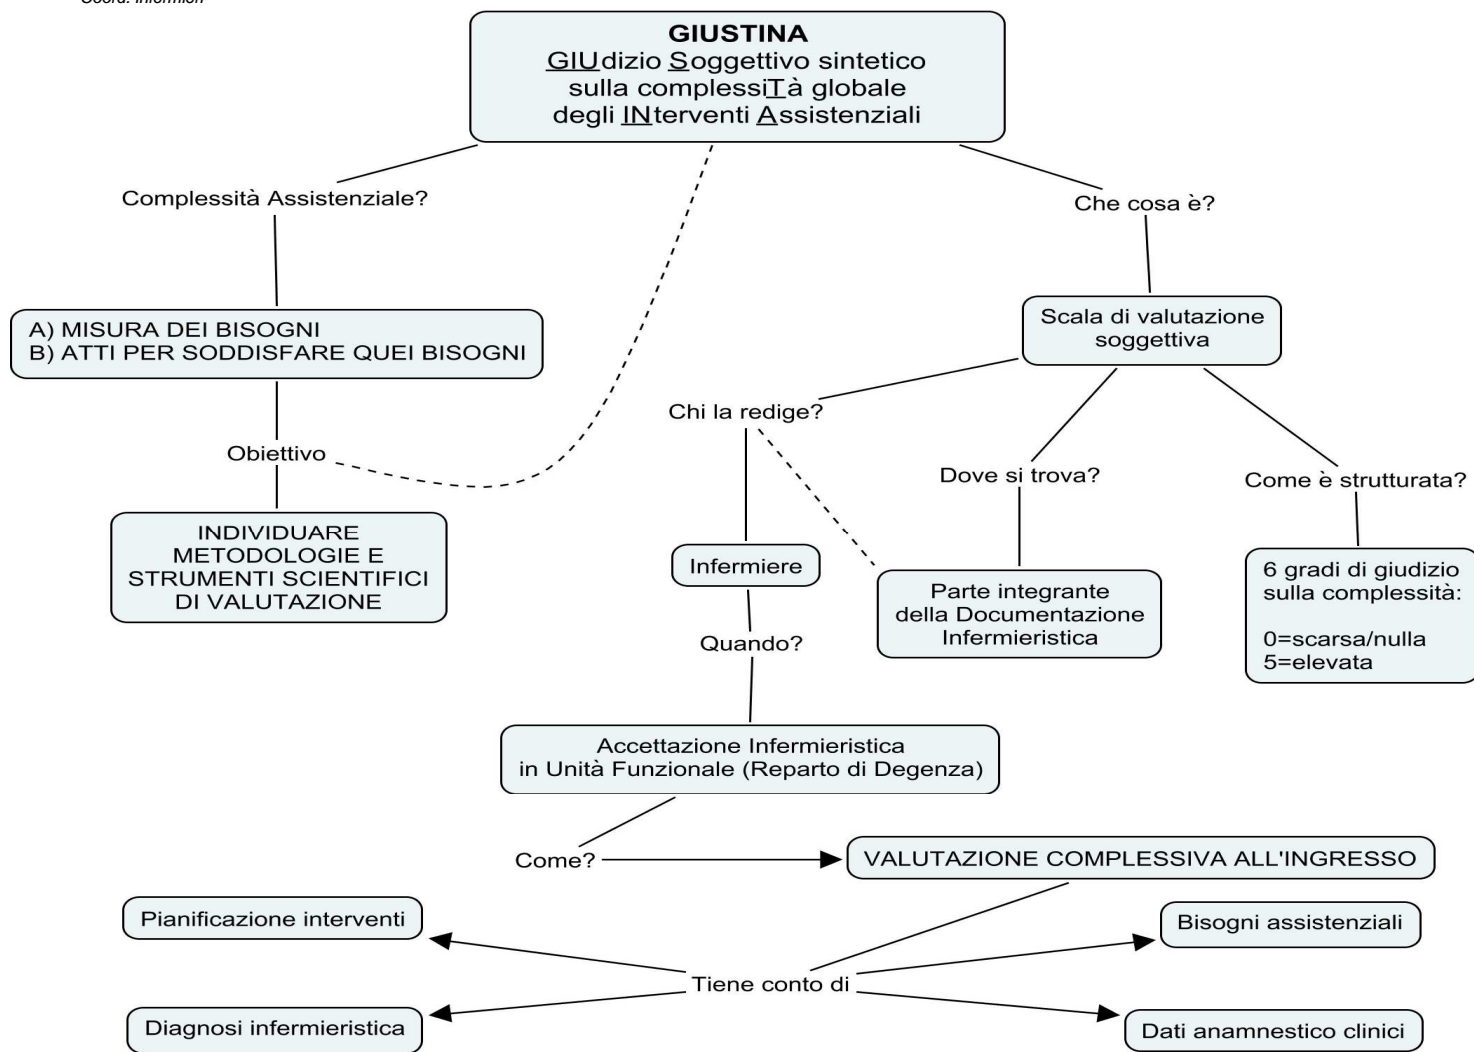 GIUSTINA
GIUdizio Soggettivo sintetico
sulla complessiTà globale
degli INterventi Assistenziali
Complessità Assistenziale?
Che cosa è?
A) MISURA DEI BISOGNI
B) ATTI PER SODDISFARE QUEI BISOGNI
Scala di valutazione
soggettiva
Chi la redige?
Obiettivo
Dove si trova?
Come è strutturata?
INDIVIDUARE
METODOLOGIE E
STRUMENTI SCIENTIFICI
DI VALUTAZIONE
Infermiere
Parte integrante
della Documentazione
Infermieristica
6 gradi di giudizio
sulla complessità:
0=scarsa/nulla
5=elevata
Quando?
Accettazione Infermieristica
in Unità Funzionale (Reparto di Degenza)
Come?
VALUTAZIONE COMPLESSIVA ALL'INGRESSO
Pianificazione interventi
Bisogni assistenziali
Tiene conto di
Diagnosi infermieristica
Dati anamnestico clinici